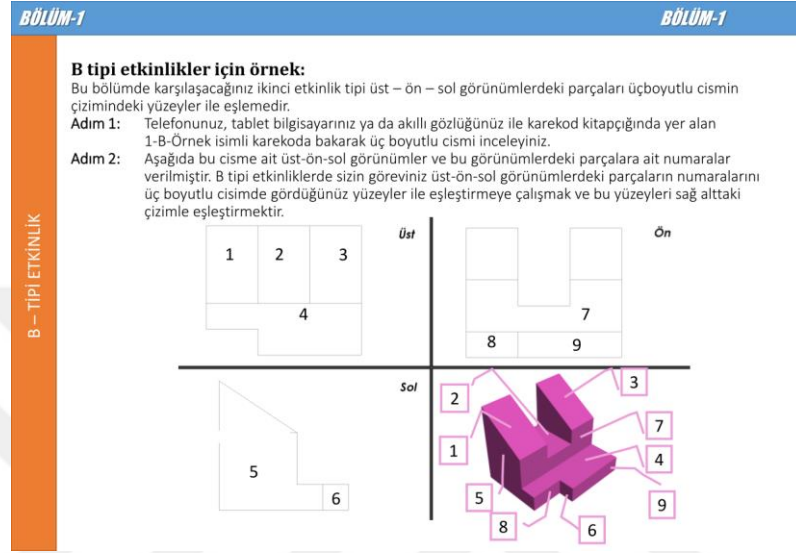 BÖLÜM-1
BÖLÜM-1
B – TİPİ ETKİNLİK
B tipi etkinlikler için örnek:
Bu bölümde karşılaşacağınız ikinci etkinlik tipi üst – ön – sol görünümlerdeki parçaları üçboyutlu cismin
çizimindeki yüzeyler ile eşlemedir.
Adım 1: Telefonunuz, tablet bilgisayarınız ya da akıllı gözlüğünüz ile karekod kitapçığında yer alan
1-B-Örnek isimli karekoda bakarak üç boyutlu cismi inceleyiniz.
Adım 2: Aşağıda bu cisme ait üst-ön-sol görünümler ve bu görünümlerdeki parçalara ait numaralar
verilmiştir. B tipi etkinliklerde sizin göreviniz üst-ön-sol görünümlerdeki parçaların numaralarını
üç boyutlu cisimde gördüğünüz yüzeyler ile eşleştirmeye çalışmak ve bu yüzeyleri sağ alttaki
çizimle eşleştirmektir.
Üst
1 2 3
4
Ön
7
8 9
Sol
5
6
2
3
7
1
4
5
9
8
6